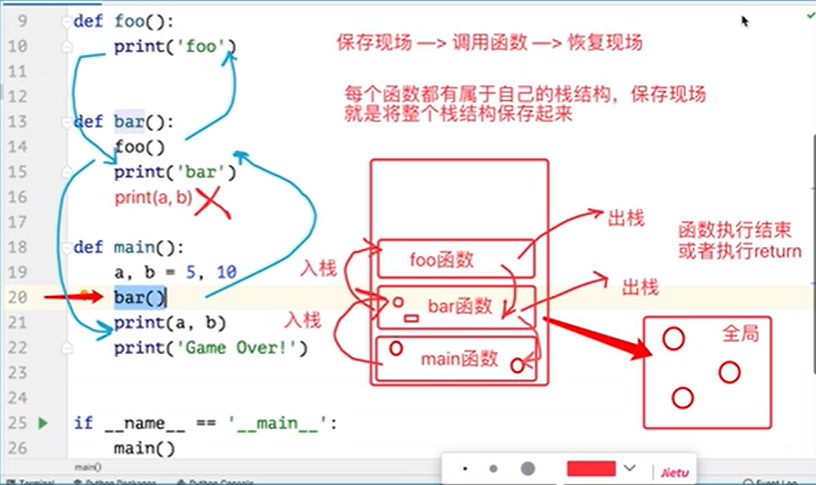 9 def foo():
10 print('foo')
11
12
13 def bar():
14 foo()
15 print('bar')
16 print(a, b)
17
18 def main():
19 a, b = 5, 10
20 bar()
21 print(a, b)
22 print('Game Over!')
23
24
25 if __name__ == '__main__':
26 main()
保存现场 —> 调用函数 —> 恢复现场
每个函数都有属于自己的栈结构，保存现场
就是将整个栈结构保存起来
foo函数
bar函数
main函数
入栈
入栈
出栈
出栈
函数执行结束
或者执行return
全局
main()
Jietu
Terminal
Python Packages
Python Console
Event Log